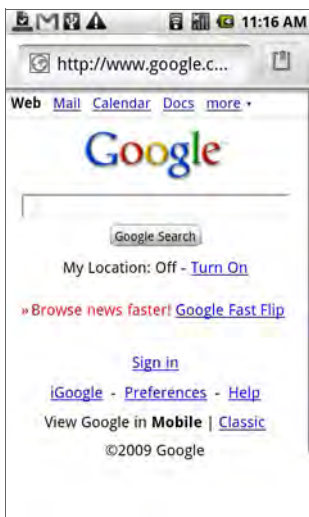 11:16 AM
http://www.google.c...
Web Mail Calendar Docs more
Google
Google Search
My Location: Off - Turn On
»Browse news faster! Google Fast Flip
Sign in
iGoogle - Preferences - Help
View Google in Mobile | Classic
©2009 Google